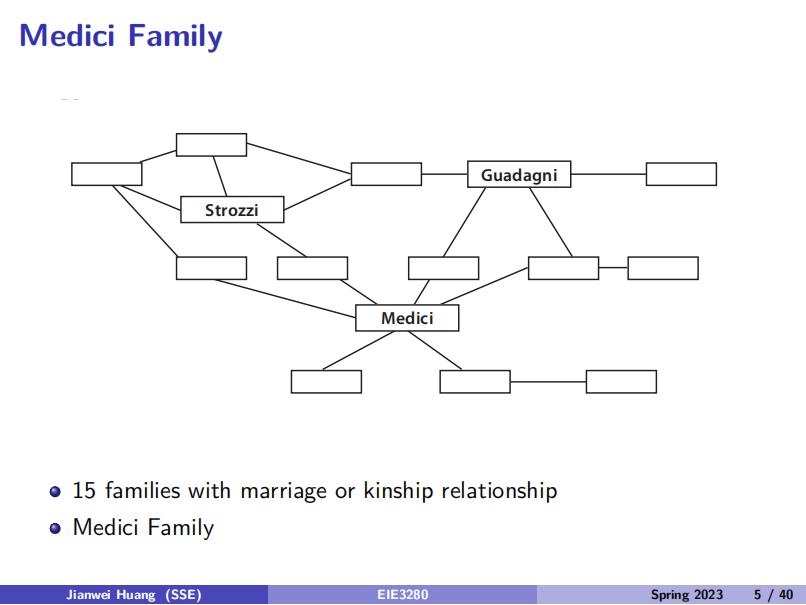 Medici Family
Guadagni
Strozzi
Medici
15 families with marriage or kinship relationship
Medici Family
Jianwei Huang (SSE)
EIE3280
Spring 2023
5 / 40